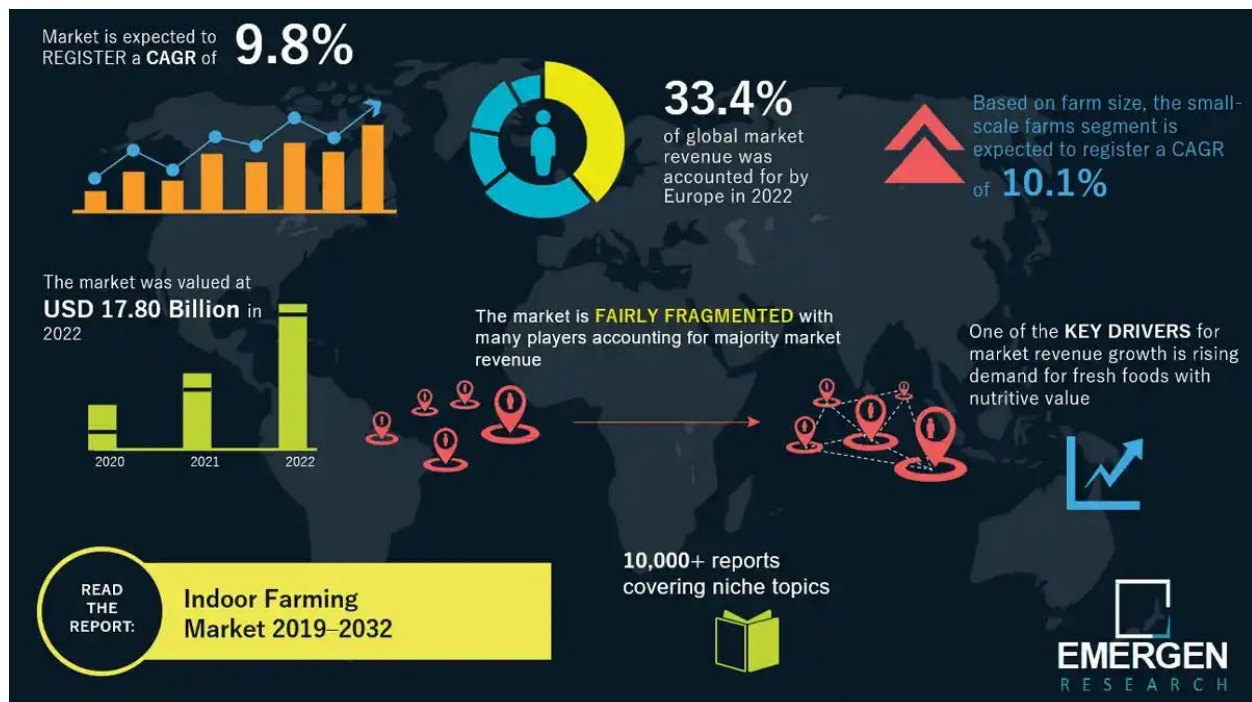 Market is expected to
REGISTER a CAGR of 9.8%
33.4%
of global market
revenue was
accounted for by
Europe in 2022
Based on farm size, the small-
scale farms segment is
expected to register a CAGR
of 10.1%
The market was valued at
USD 17.80 Billion in
2022
2020 2021 2022
The market is FAIRLY FRAGMENTED with
many players accounting for majority market
revenue
One of the KEY DRIVERS for
market revenue growth is rising
demand for fresh foods with
nutritive value
READ
THE
REPORT:
Indoor Farming
Market 2019–2032
10,000+ reports
covering niche topics
EMERGEN
RESEARCH